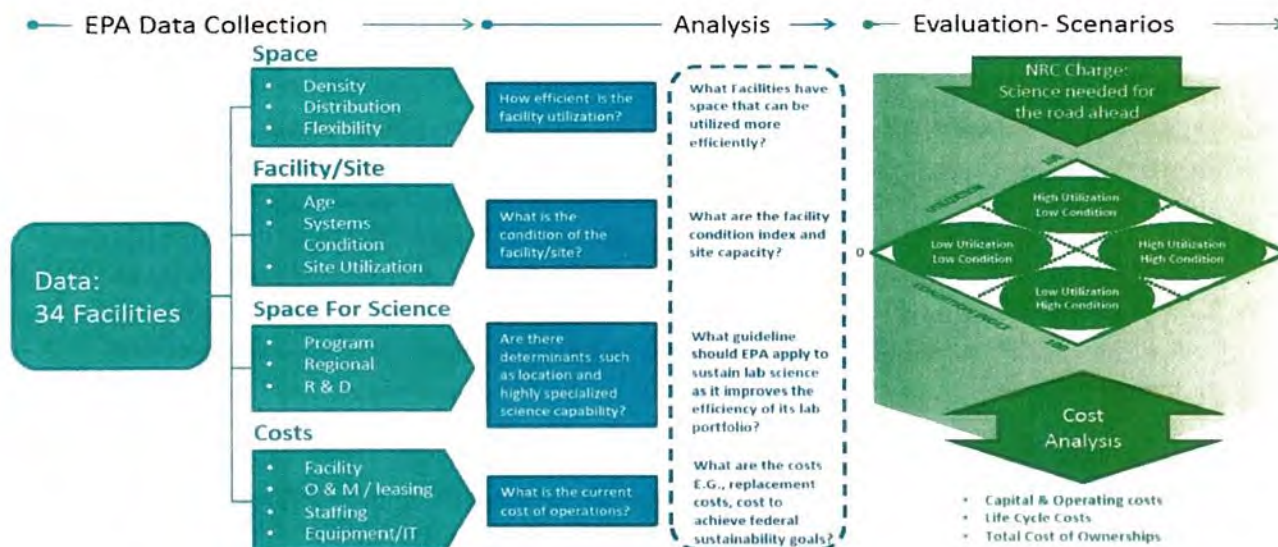 EPA Data Collection
Analysis
Evaluation- Scenarios
Data:
34 Facilities
Space
• Density
• Distribution
• Flexibility
How efficient is the
facility utilization?
What Facilities have
space that can be
utilized more
efficiently?
Facility/Site
• Age
• Systems
Condition
• Site Utilization
What is the
condition of the
facility/site?
What are the facility
condition index and
site capacity?
Space For Science
• Program
• Regional
• R & D
Are there
determinants such
as location and
highly specialized
science capability?
What guideline
should EPA apply to
sustain lab science
as it improves the
efficiency of its lab
portfolio?
Costs
• Facility
• O & M / leasing
• Staffing
• Equipment/IT
What is the current
cost of operations?
What are the costs
E.G., replacement
costs, cost to
achieve federal
sustainability goals?
NRC Charge:
Science needed for
the road ahead
100
UTILIZATION
High Utilization
Low Condition
0
Low Utilization
Low Condition
High Utilization
High Condition
Low Utilization
High Condition
CONDITION INDEX
100
Cost
Analysis
• Capital & Operating costs
• Life Cycle Costs
• Total Cost of Ownerships